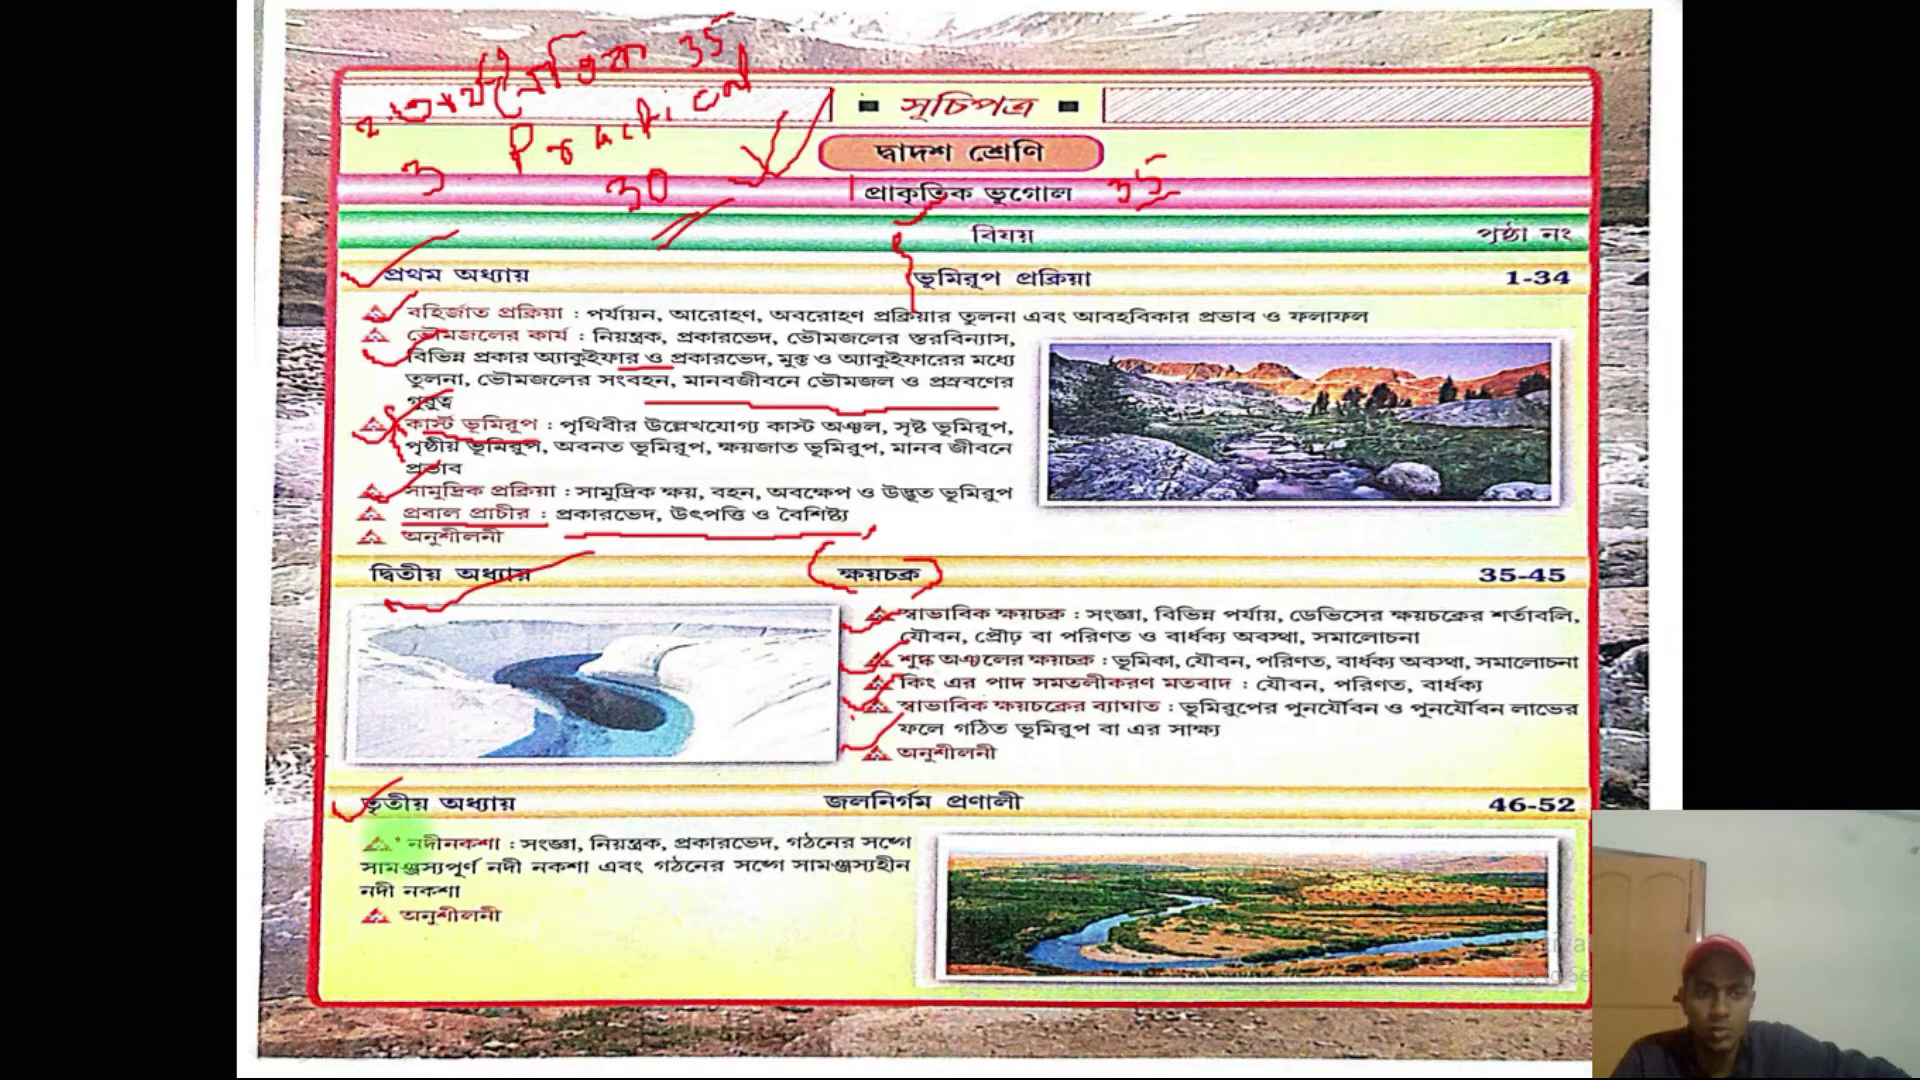 35
Practical
3
30
■ সূচিপত্র ■
দ্বাদশ শ্রেণি
প্রাকৃতিক ভূগোল 35
বিষয় পৃষ্ঠা নং
প্রথম অধ্যায় ভূমিরূপ প্রক্রিয়া 1-34
বহির্জাত প্রক্রিয়া : পর্যায়ন, আরোহণ, অবরোহণ প্রক্রিয়ার তুলনা এবং আবহবিকার প্রভাব ও ফলাফল
ভৌমজলের কার্য : নিয়ন্ত্রক, প্রকারভেদ, ভৌমজলের স্তরবিন্যাস,
বিভিন্ন প্রকার অ্যাকুইফার ও প্রকারভেদ, মুক্ত ও অ্যাকুইফারের মধ্যে
তুলনা, ভৌমজলের সংবহন, মানবজীবনে ভৌমজল ও প্রস্রবণের
গুরুত্ব
কার্স্ট ভূমিরূপ : পৃথিবীর উল্লেখযোগ্য কার্স্ট অঞ্চল, সৃষ্ট ভূমিরূপ,
পৃষ্ঠীয় ভূমিরূপ, অবনত ভূমিরূপ, ক্ষয়জাত ভূমিরূপ, মানব জীবনে
প্রভাব
সামুদ্রিক প্রক্রিয়া : সামুদ্রিক ক্ষয়, বহন, অবক্ষেপ ও উদ্ভূত ভূমিরূপ
প্রবাল প্রাচীর : প্রকারভেদ, উৎপত্তি ও বৈশিষ্ট্য
অনুশীলনী
দ্বিতীয় অধ্যায় ক্ষয়চক্র 35-45
স্বাভাবিক ক্ষয়চক্র : সংজ্ঞা, বিভিন্ন পর্যায়, ডেভিসের ক্ষয়চক্রের শর্তাবলি,
যৌবন, প্রৌঢ় বা পরিণত ও বার্ধক্য অবস্থা, সমালোচনা
শুষ্ক অঞ্চলের ক্ষয়চক্র : ভূমিকা, যৌবন, পরিণত, বার্ধক্য অবস্থা, সমালোচনা
কিং এর পাদ সমতলীকরণ মতবাদ : যৌবন, পরিণত, বার্ধক্য
স্বাভাবিক ক্ষয়চক্রের ব্যাঘাত : ভূমিরূপের পুনর্যৌবন ও পুনর্যৌবন লাভের
ফলে গঠিত ভূমিরূপ বা এর সাক্ষ্য
অনুশীলনী
তৃতীয় অধ্যায় জলনির্গম প্রণালী 46-52
নদীনকশা : সংজ্ঞা, নিয়ন্ত্রক, প্রকারভেদ, গঠনের সঙ্গে
সামঞ্জস্যপূর্ণ নদী নকশা এবং গঠনের সঙ্গে সামঞ্জস্যহীন
নদী নকশা
অনুশীলনী